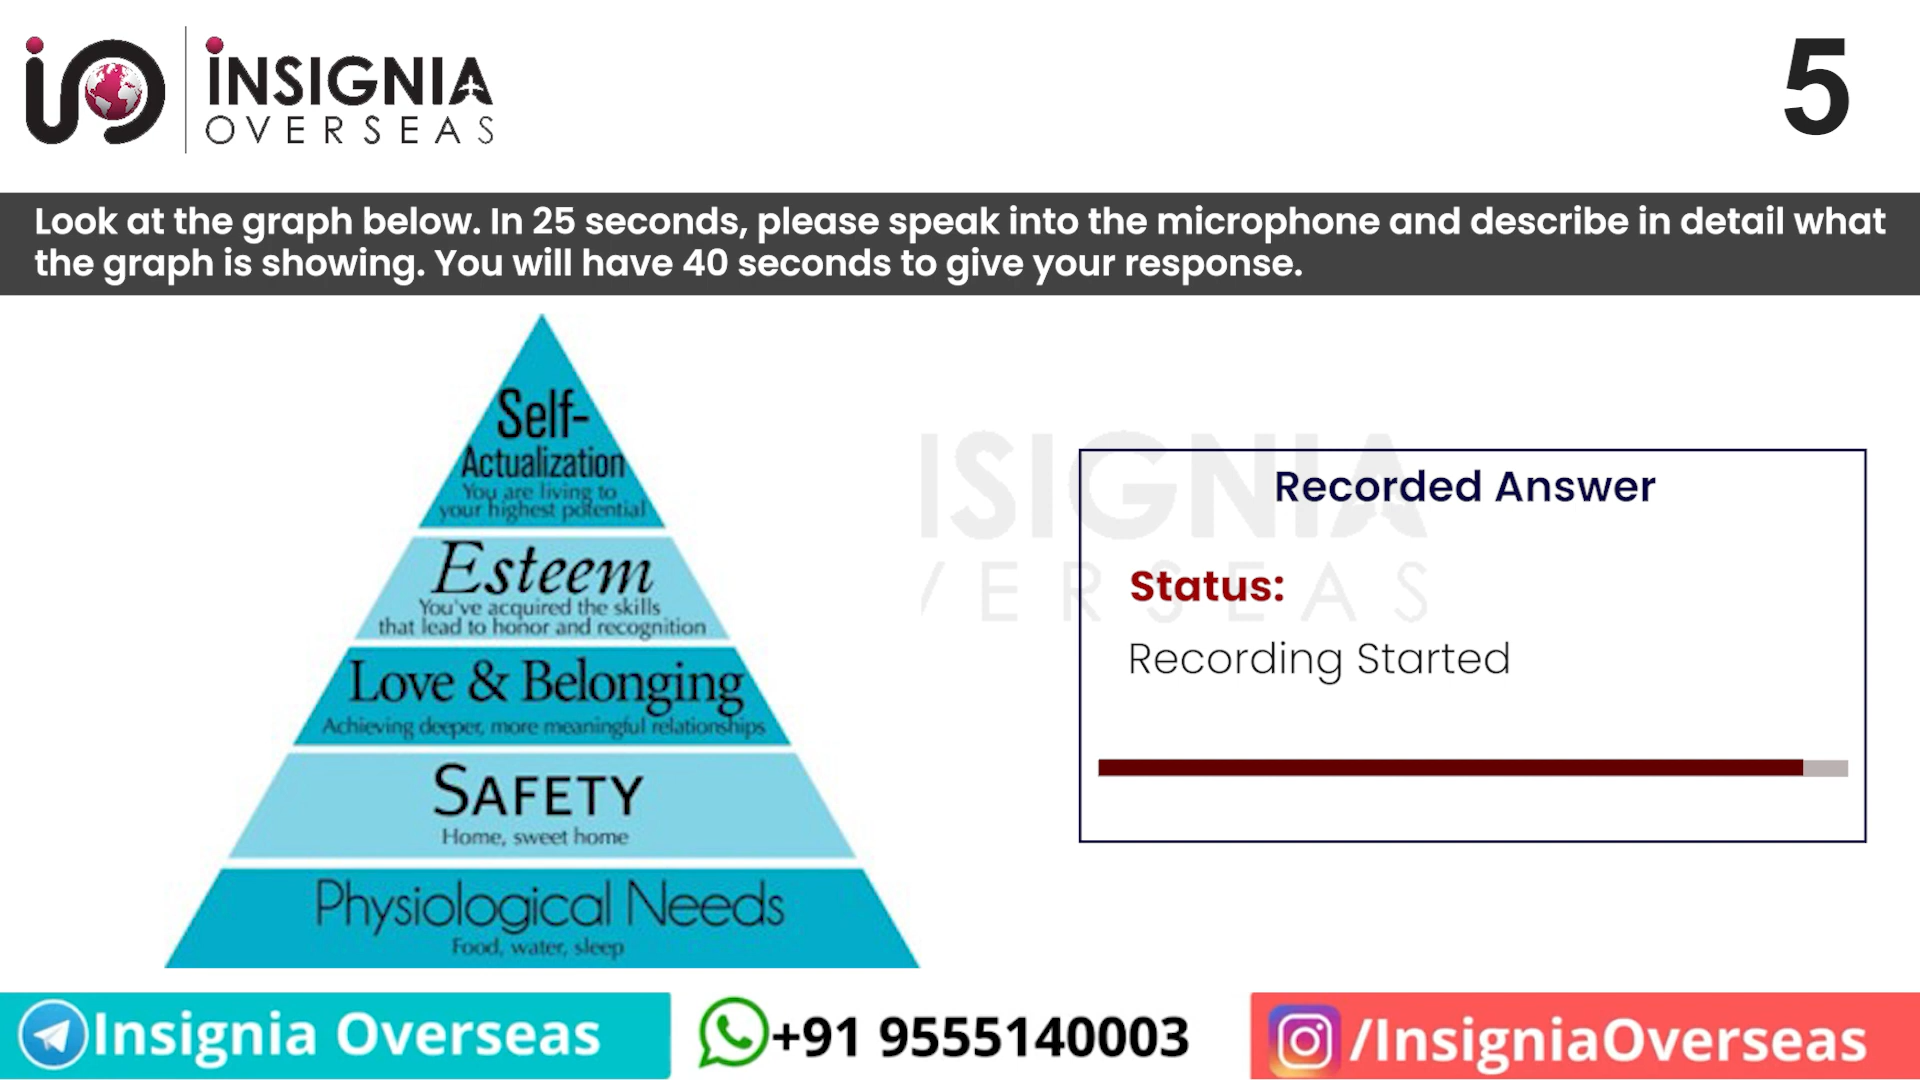 iNSIGNIA
OVERSEAS
5
Look at the graph below. In 25 seconds, please speak into the microphone and describe in detail what
the graph is showing. You will have 40 seconds to give your response.
Self-
Actualization
You are living to
your highest potential
Esteem
You've acquired the skills
that lead to honor and recognition
Love & Belonging
Achieving deeper, more meaningful relationships
SAFETY
Home, sweet home
Physiological Needs
Food, water, sleep
ISIGNIA
VERSEAS
Recorded Answer
Status:
Recording Started
Insignia Overseas
+91 9555140003
/InsigniaOverseas